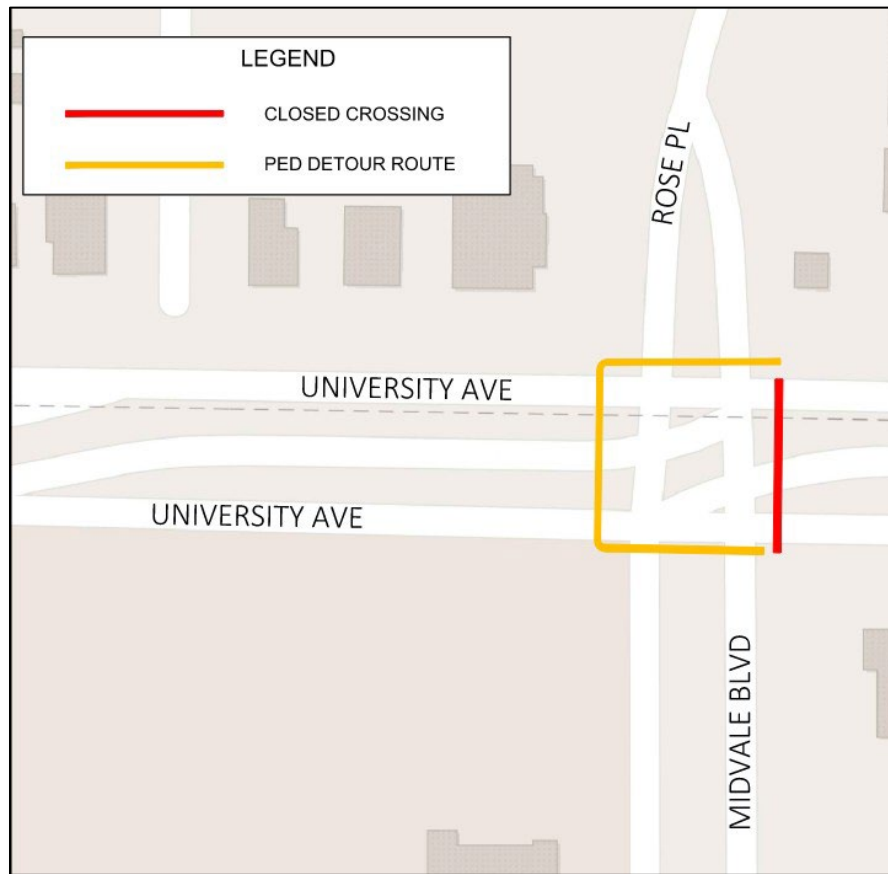 LEGEND
CLOSED CROSSING
PED DETOUR ROUTE
ROSE PL
UNIVERSITY AVE
UNIVERSITY AVE
MIDVALE BLVD